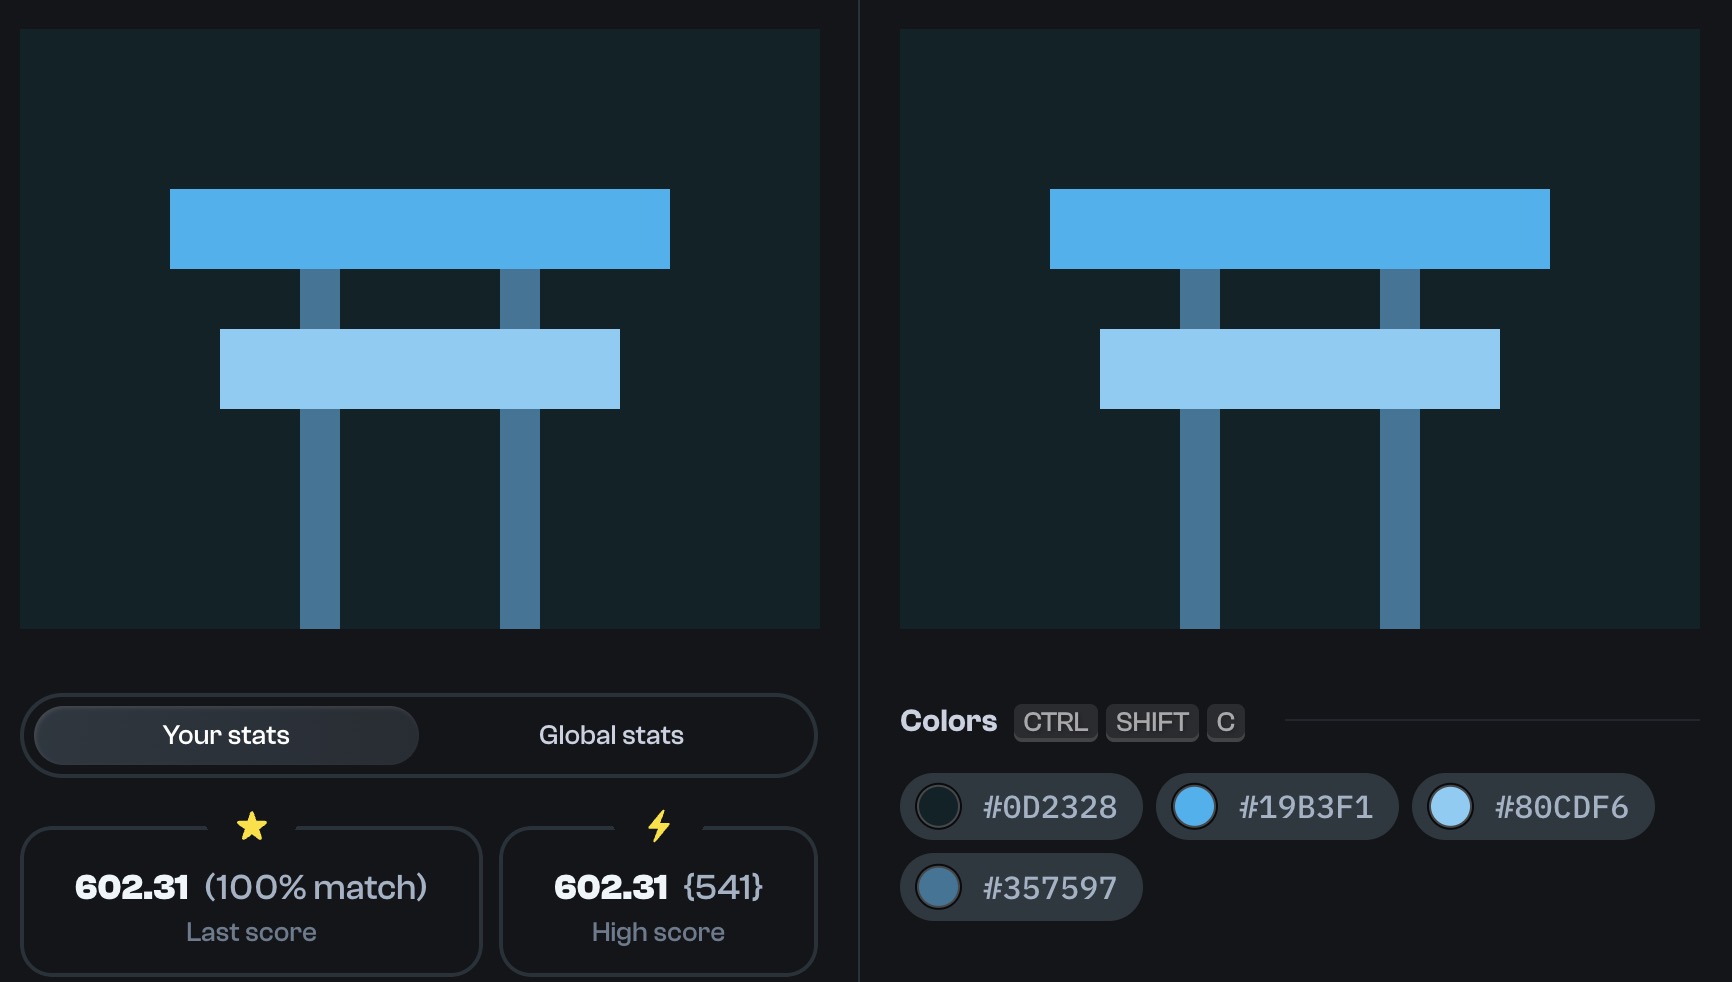 Your stats
Global stats
602.31 (100% match)
Last score
602.31 {541}
High score
Colors CTRL SHIFT C
#0D2328
#19B3F1
#80CDF6
#357597